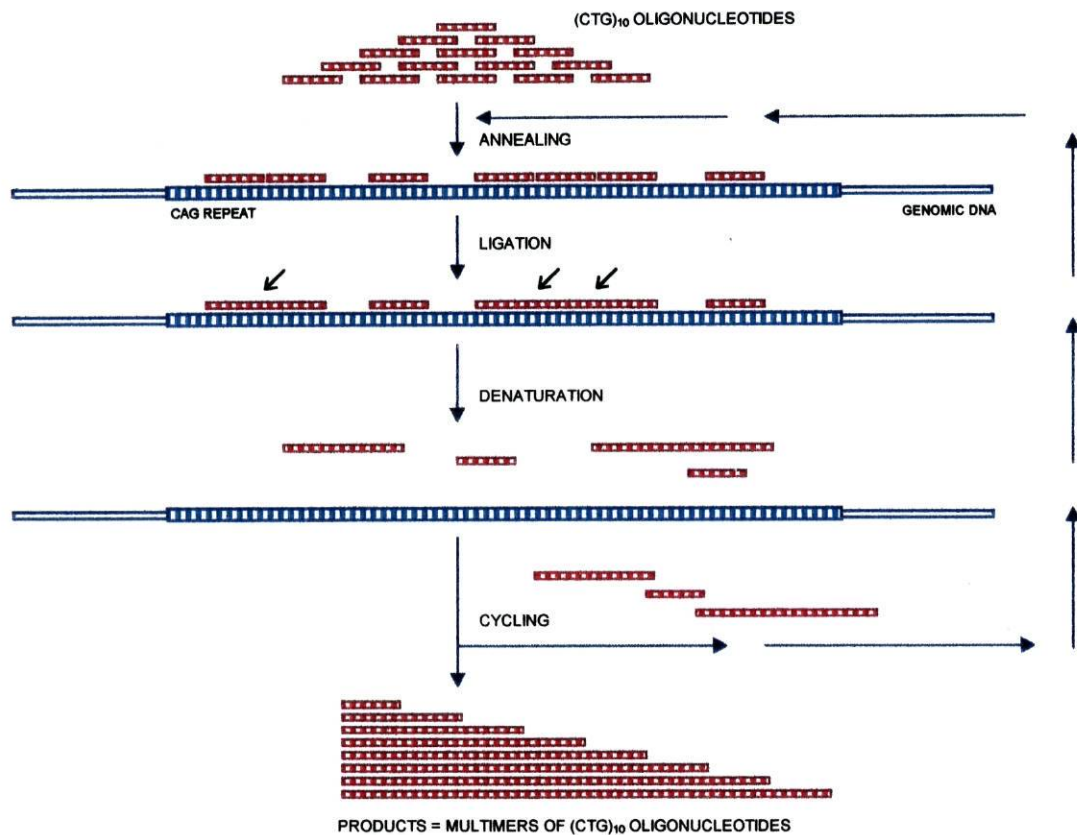 (CTG)₁₀ OLIGONUCLEOTIDES
ANNEALING
CAG REPEAT
GENOMIC DNA
LIGATION
DENATURATION
CYCLING
PRODUCTS = MULTIMERS OF (CTG)₁₀ OLIGONUCLEOTIDES